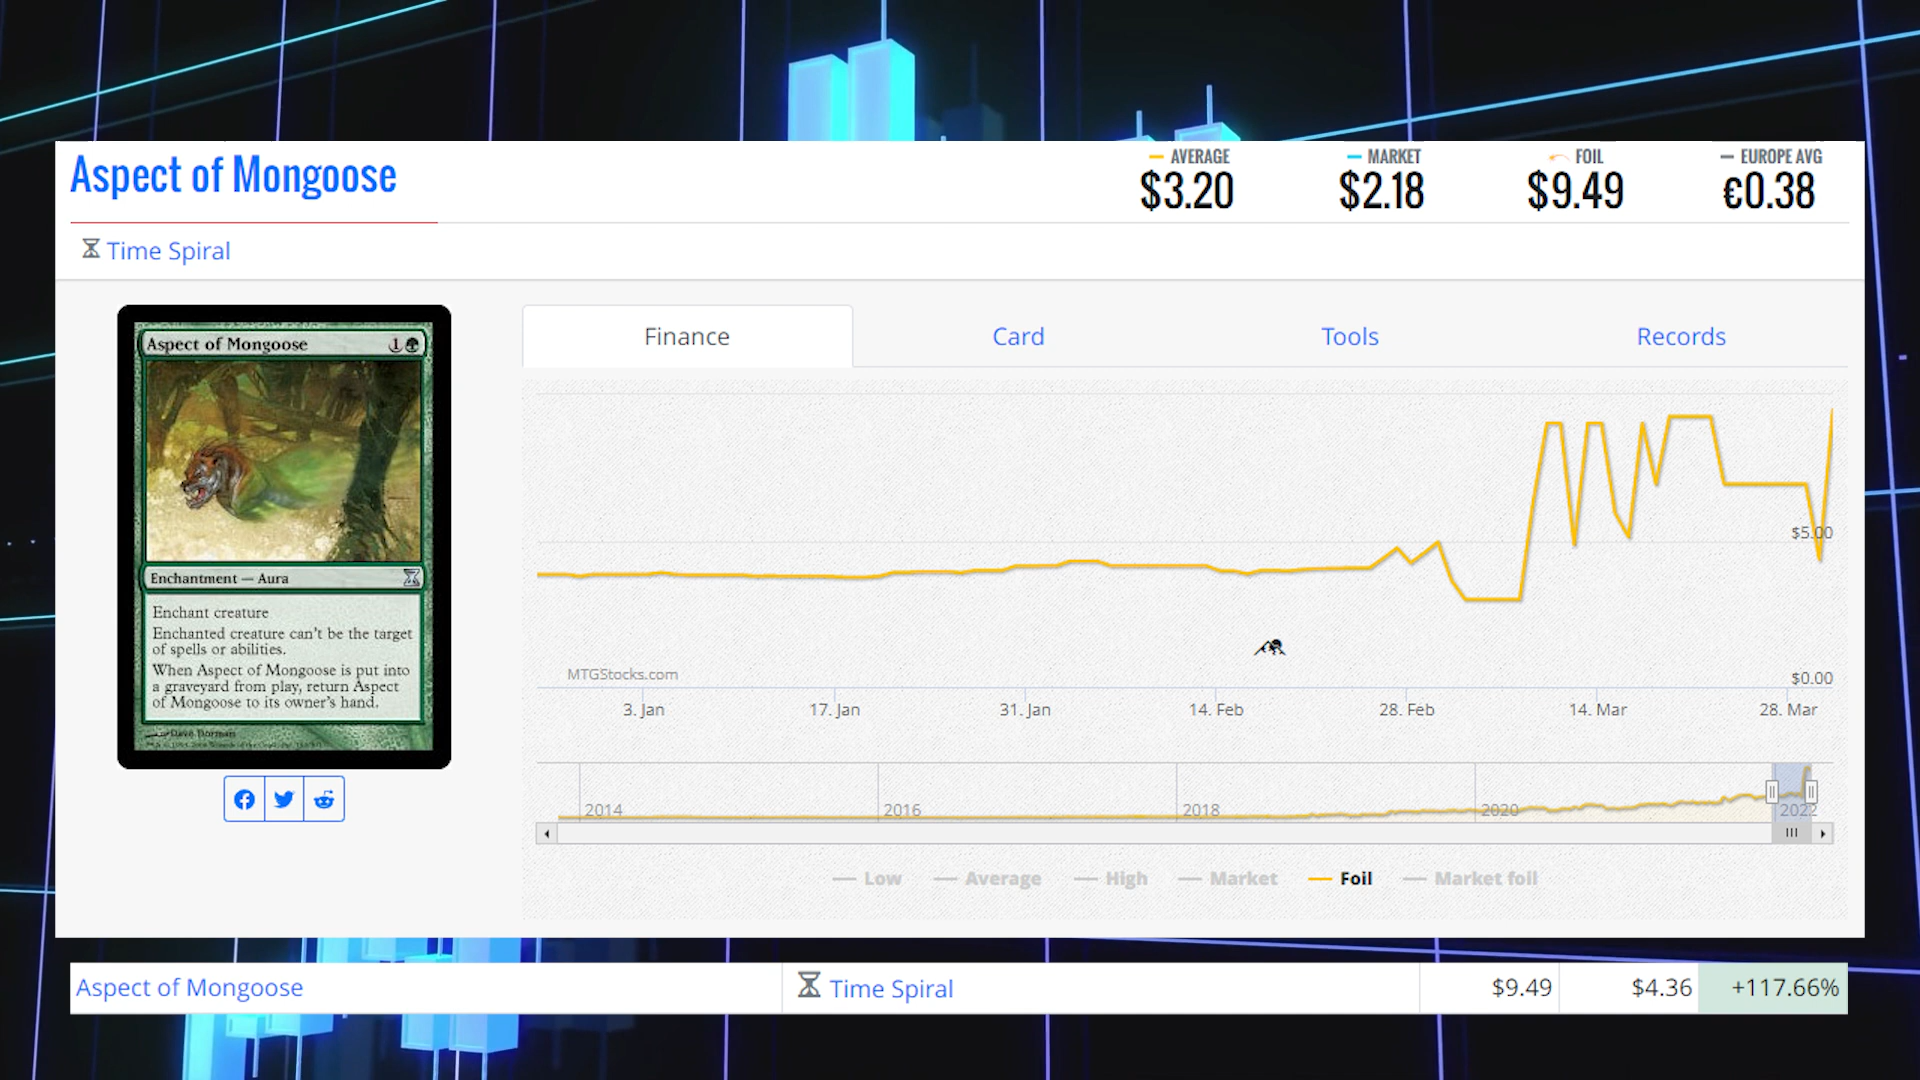 Aspect of Mongoose
AVERAGE
$3.20
MARKET
$2.18
FOIL
$9.49
EUROPE AVG
€0.38
Time Spiral
Finance
Card
Tools
Records
Aspect of Mongoose 1
Enchantment — Aura
Enchant creature
Enchanted creature can't be the target
of spells or abilities.
When Aspect of Mongoose is put into
a graveyard from play, return Aspect
of Mongoose to its owner's hand.
Dave Dorman
$5.00
$0.00
MTGStocks.com
3. Jan
17. Jan
31. Jan
14. Feb
28. Feb
14. Mar
28. Mar
2014
2016
2018
2020
2022
Low
Average
High
Market
Foil
Market foil
Aspect of Mongoose
Time Spiral
$9.49
$4.36
+117.66%